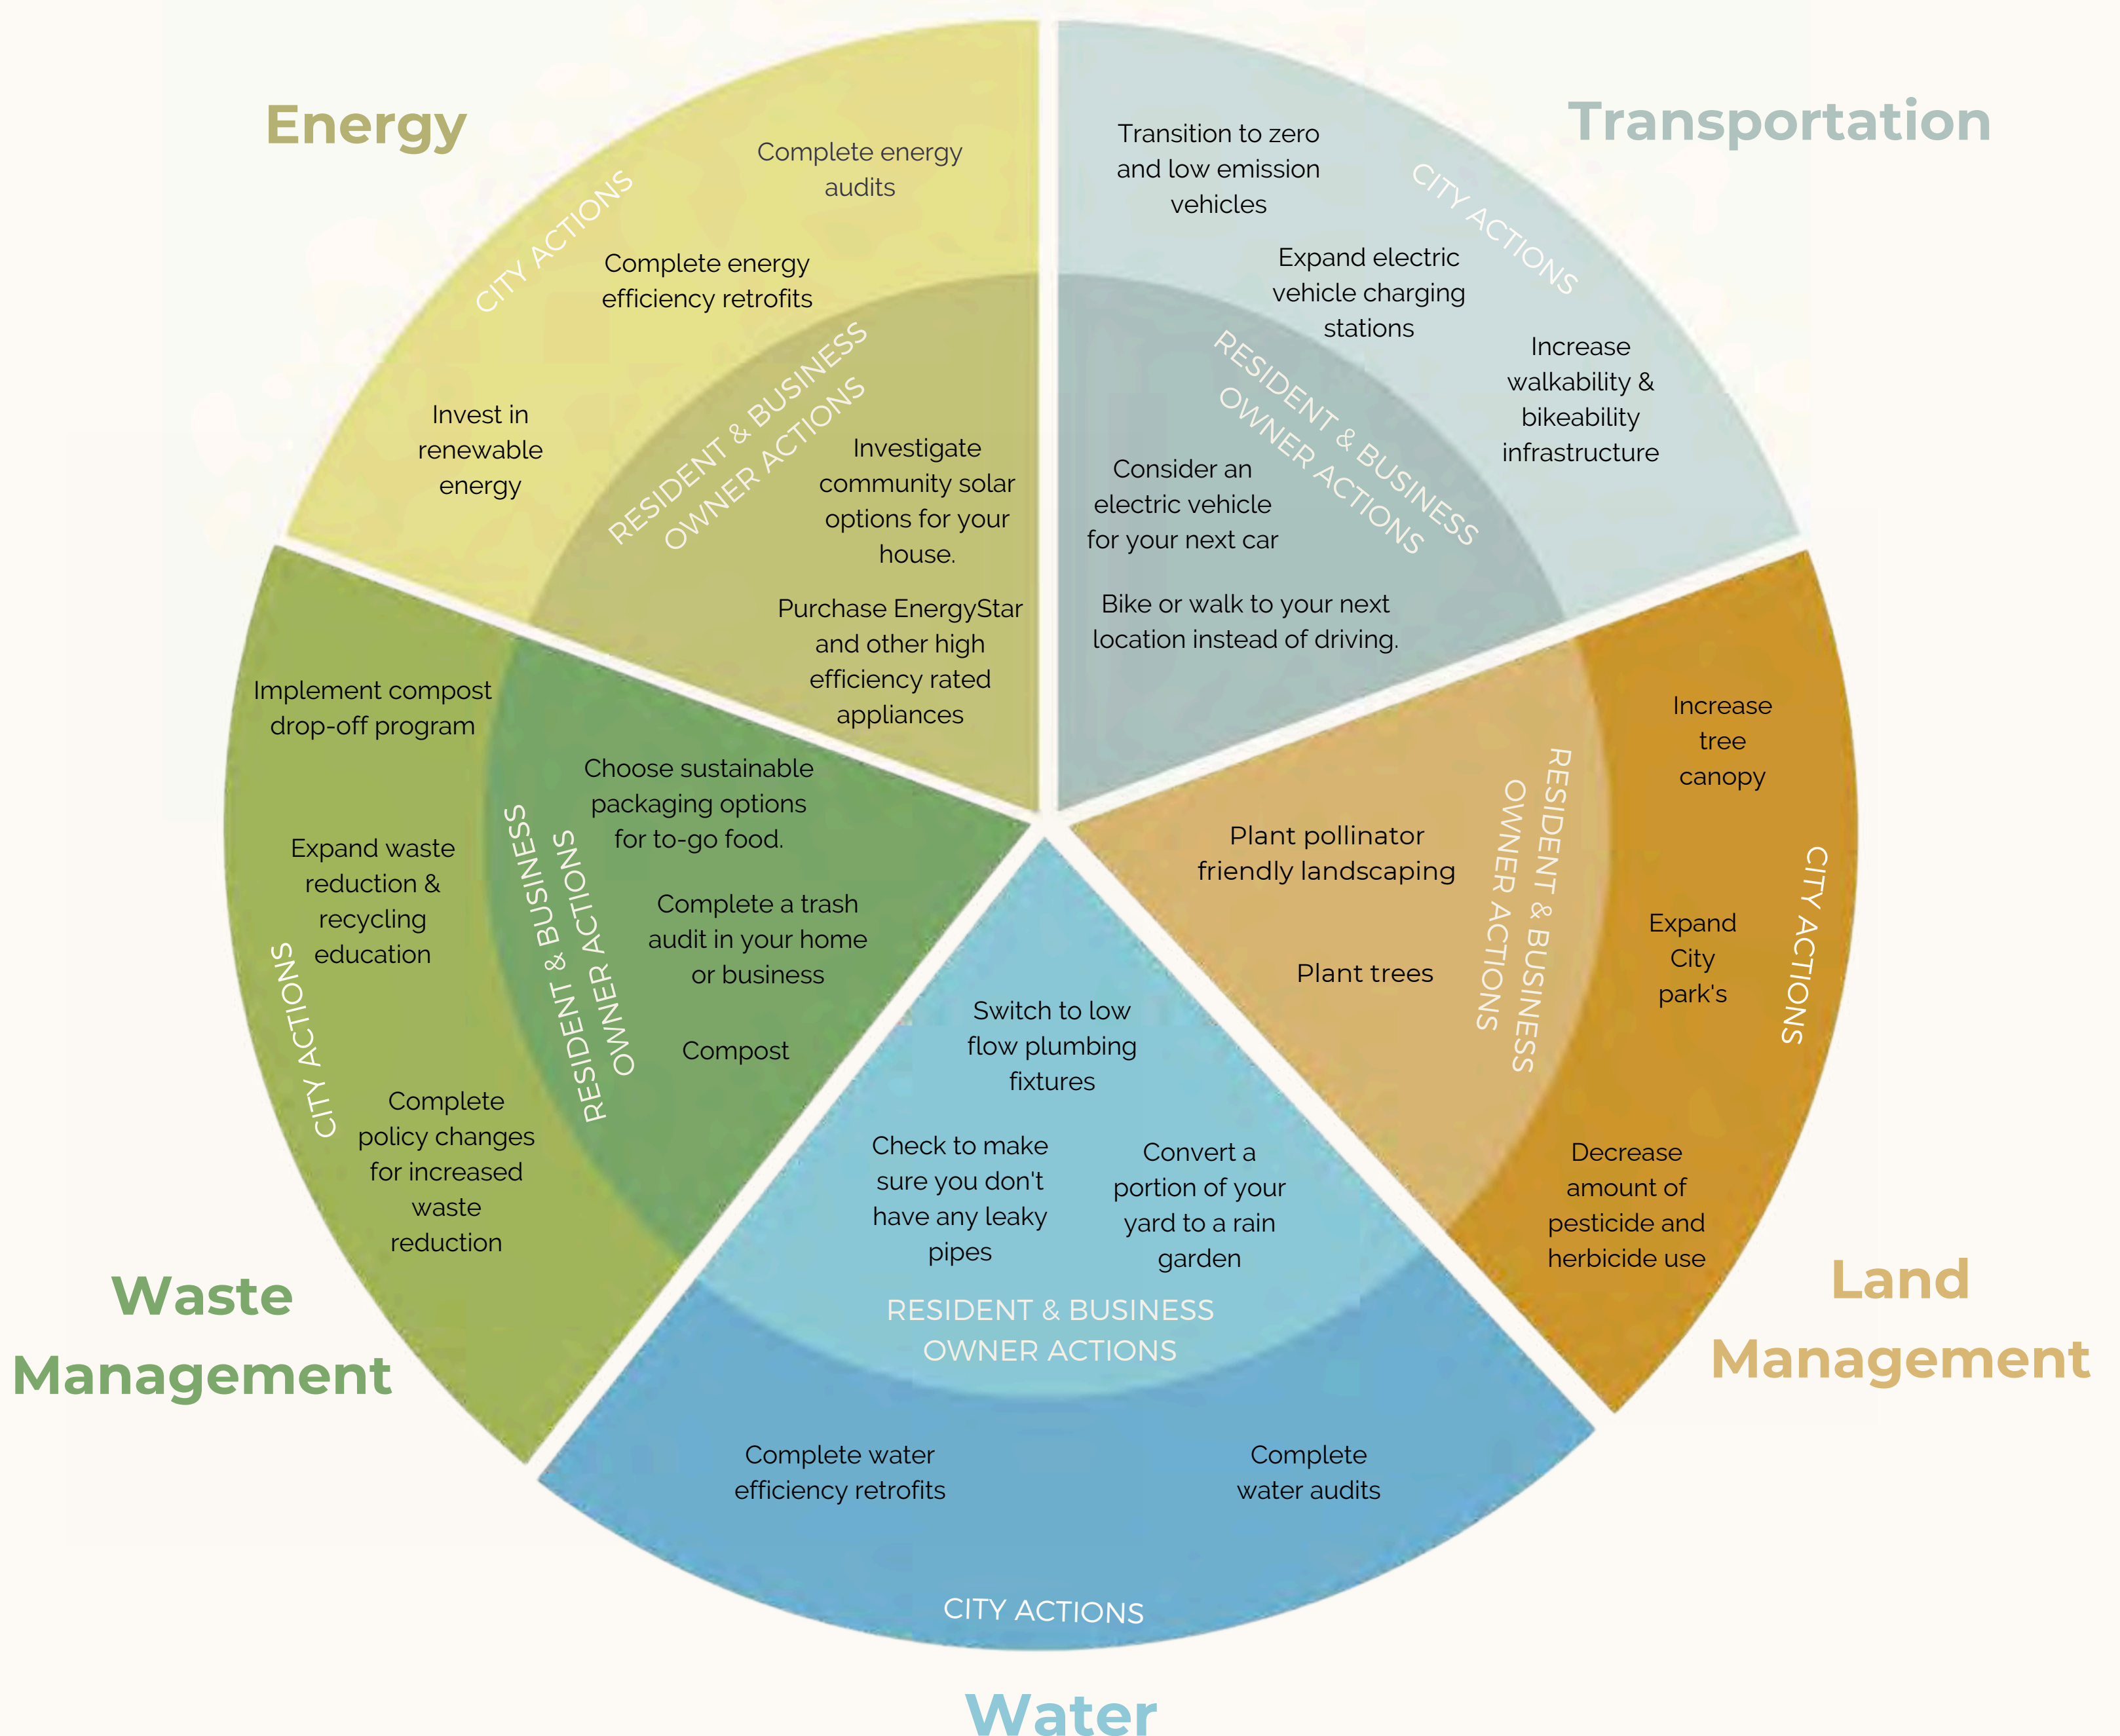 Energy
CITY ACTIONS
Complete energy
audits
Complete energy
efficiency retrofits
Invest in
renewable
energy
RESIDENT & BUSINESS
OWNER ACTIONS
Investigate
community solar
options for your
house.
Purchase EnergyStar
and other high
efficiency rated
appliances
Transportation
CITY ACTIONS
Transition to zero
and low emission
vehicles
Expand electric
vehicle charging
stations
Increase
walkability &
bikeability
infrastructure
RESIDENT & BUSINESS
OWNER ACTIONS
Consider an
electric vehicle
for your next car
Bike or walk to your next
location instead of driving.
Land
Management
CITY ACTIONS
Increase
tree
canopy
Expand
City
park's
Decrease
amount of
pesticide and
herbicide use
RESIDENT & BUSINESS
OWNER ACTIONS
Plant pollinator
friendly landscaping
Plant trees
Water
Switch to low
flow plumbing
fixtures
Check to make
sure you don't
have any leaky
pipes
Convert a
portion of your
yard to a rain
garden
RESIDENT & BUSINESS
OWNER ACTIONS
Complete water
efficiency retrofits
Complete
water audits
CITY ACTIONS
Waste
Management
CITY ACTIONS
Implement compost
drop-off program
Expand waste
reduction &
recycling
education
Complete
policy changes
for increased
waste
reduction
RESIDENT & BUSINESS
OWNER ACTIONS
Choose sustainable
packaging options
for to-go food.
Complete a trash
audit in your home
or business
Compost